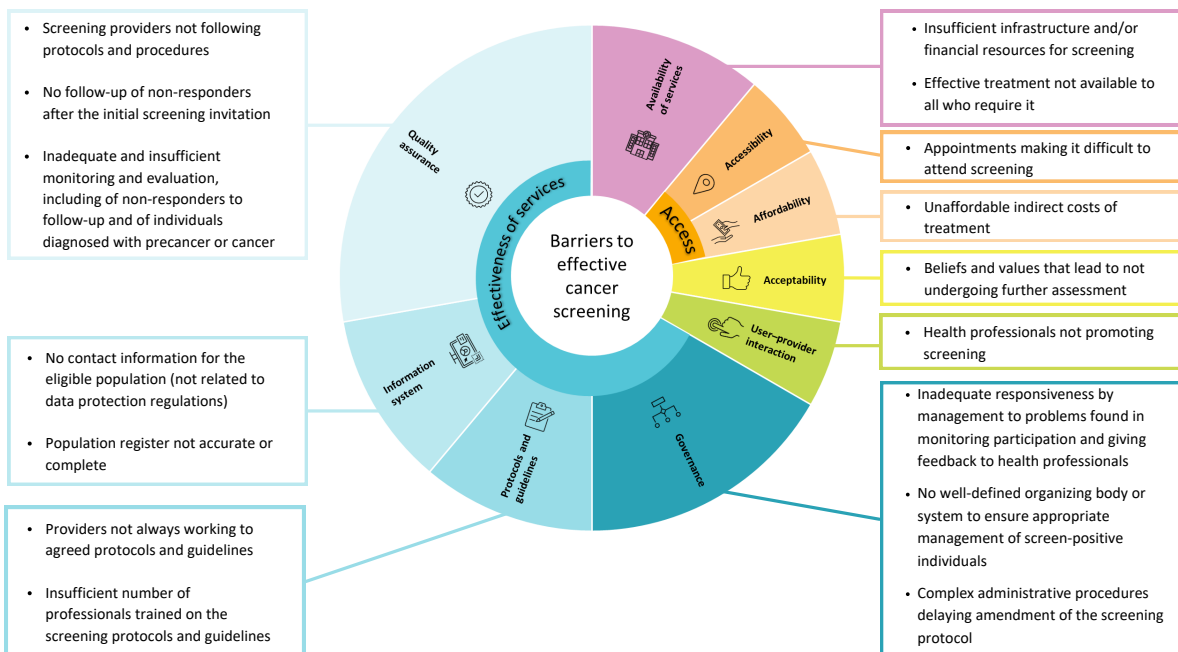 • Screening providers not following
protocols and procedures
• No follow-up of non-responders
after the initial screening invitation
• Inadequate and insufficient
monitoring and evaluation,
including of non-responders to
follow-up and of individuals
diagnosed with precancer or cancer
• No contact information for the
eligible population (not related to
data protection regulations)
• Population register not accurate or
complete
• Providers not always working to
agreed protocols and guidelines
• Insufficient number of
professionals trained on the
screening protocols and guidelines
Barriers to
effective
cancer
screening
Effectiveness of services
Access
Quality
assurance
Information
system
Protocols and
guidelines
Governance
User–provider
interaction
Acceptability
Affordability
Accessibility
Availability
of services
• Insufficient infrastructure and/or
financial resources for screening
• Effective treatment not available to
all who require it
• Appointments making it difficult to
attend screening
• Unaffordable indirect costs of
treatment
• Beliefs and values that lead to not
undergoing further assessment
• Health professionals not promoting
screening
• Inadequate responsiveness by
management to problems found in
monitoring participation and giving
feedback to health professionals
• No well-defined organizing body or
system to ensure appropriate
management of screen-positive
individuals
• Complex administrative procedures
delaying amendment of the screening
protocol